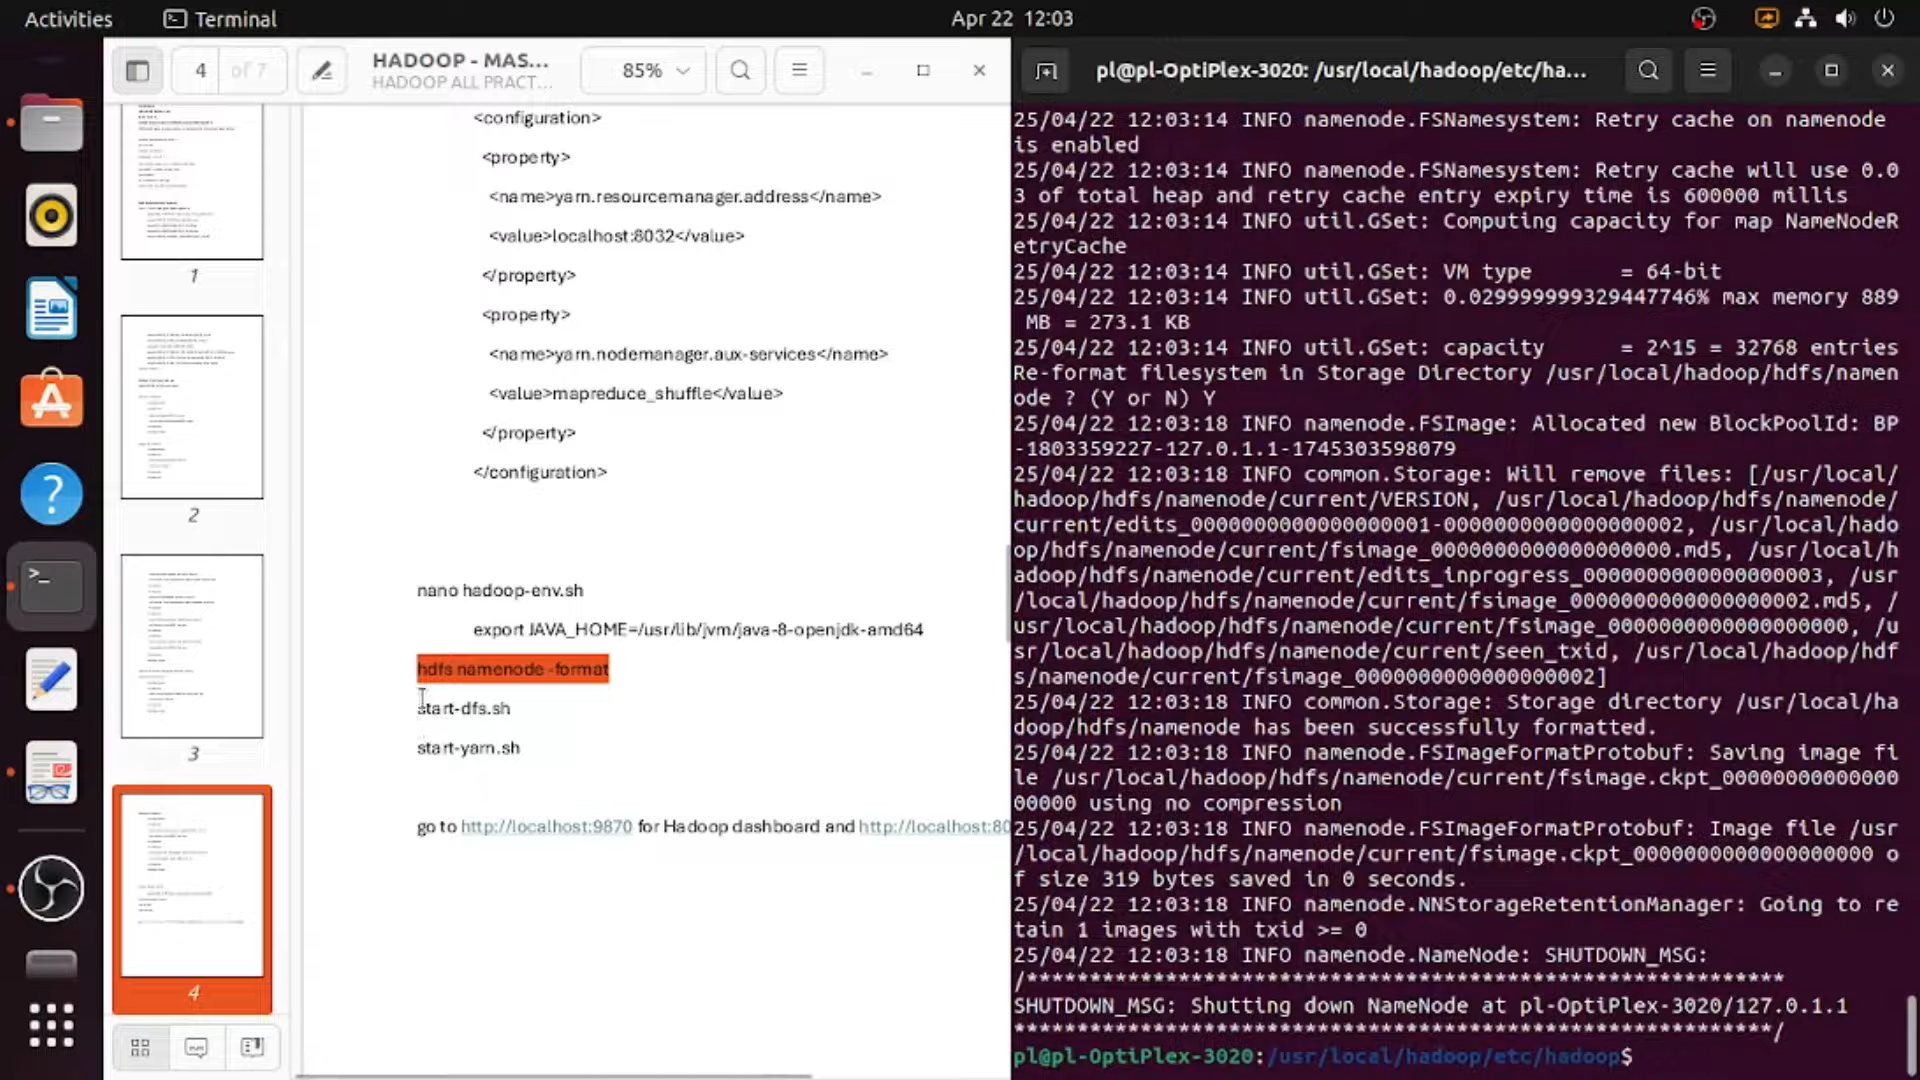 Activities
Terminal
Apr 22 12:03
4 of 7
HADOOP - MAS...
HADOOP ALL PRACT...
85%
1
2
3
4
<configuration>
<property>
<name>yarn.resourcemanager.address</name>
<value>localhost:8032</value>
</property>
<property>
<name>yarn.nodemanager.aux-services</name>
<value>mapreduce_shuffle</value>
</property>
</configuration>
nano hadoop-env.sh
export JAVA_HOME=/usr/lib/jvm/java-8-openjdk-amd64
hdfs namenode -format
start-dfs.sh
start-yarn.sh
go to http://localhost:9870 for Hadoop dashboard and http://localhost:80
pl@pl-OptiPlex-3020: /usr/local/hadoop/etc/ha...
25/04/22 12:03:14 INFO namenode.FSNamesystem: Retry cache on namenode
is enabled
25/04/22 12:03:14 INFO namenode.FSNamesystem: Retry cache will use 0.0
3 of total heap and retry cache entry expiry time is 600000 millis
25/04/22 12:03:14 INFO util.GSet: Computing capacity for map NameNodeR
etryCache
25/04/22 12:03:14 INFO util.GSet: VM type = 64-bit
25/04/22 12:03:14 INFO util.GSet: 0.029999999329447746% max memory 889
MB = 273.1 KB
25/04/22 12:03:14 INFO util.GSet: capacity = 2^15 = 32768 entries
Re-format filesystem in Storage Directory /usr/local/hadoop/hdfs/namen
ode ? (Y or N) Y
25/04/22 12:03:18 INFO namenode.FSImage: Allocated new BlockPoolId: BP
-1803359227-127.0.1.1-1745303598079
25/04/22 12:03:18 INFO common.Storage: Will remove files: [/usr/local/
hadoop/hdfs/namenode/current/VERSION, /usr/local/hadoop/hdfs/namenode/
current/edits_0000000000000000001-0000000000000000002, /usr/local/hado
op/hdfs/namenode/current/fsimage_0000000000000000000.md5, /usr/local/h
adoop/hdfs/namenode/current/edits_inprogress_0000000000000000003, /usr
/local/hadoop/hdfs/namenode/current/fsimage_0000000000000000002.md5, /
usr/local/hadoop/hdfs/namenode/current/fsimage_0000000000000000000, /u
sr/local/hadoop/hdfs/namenode/current/seen_txid, /usr/local/hadoop/hdf
s/namenode/current/fsimage_0000000000000000002]
25/04/22 12:03:18 INFO common.Storage: Storage directory /usr/local/ha
doop/hdfs/namenode has been successfully formatted.
25/04/22 12:03:18 INFO namenode.FSImageFormatProtobuf: Saving image fi
le /usr/local/hadoop/hdfs/namenode/current/fsimage.ckpt_00000000000000
00000 using no compression
25/04/22 12:03:18 INFO namenode.FSImageFormatProtobuf: Image file /usr
/local/hadoop/hdfs/namenode/current/fsimage.ckpt_0000000000000000000 o
f size 319 bytes saved in 0 seconds.
25/04/22 12:03:18 INFO namenode.NNStorageRetentionManager: Going to re
tain 1 images with txid >= 0
25/04/22 12:03:18 INFO namenode.NameNode: SHUTDOWN_MSG:
/************************************************************
SHUTDOWN_MSG: Shutting down NameNode at pl-OptiPlex-3020/127.0.1.1
************************************************************/
pl@pl-OptiPlex-3020:/usr/local/hadoop/etc/hadoop$